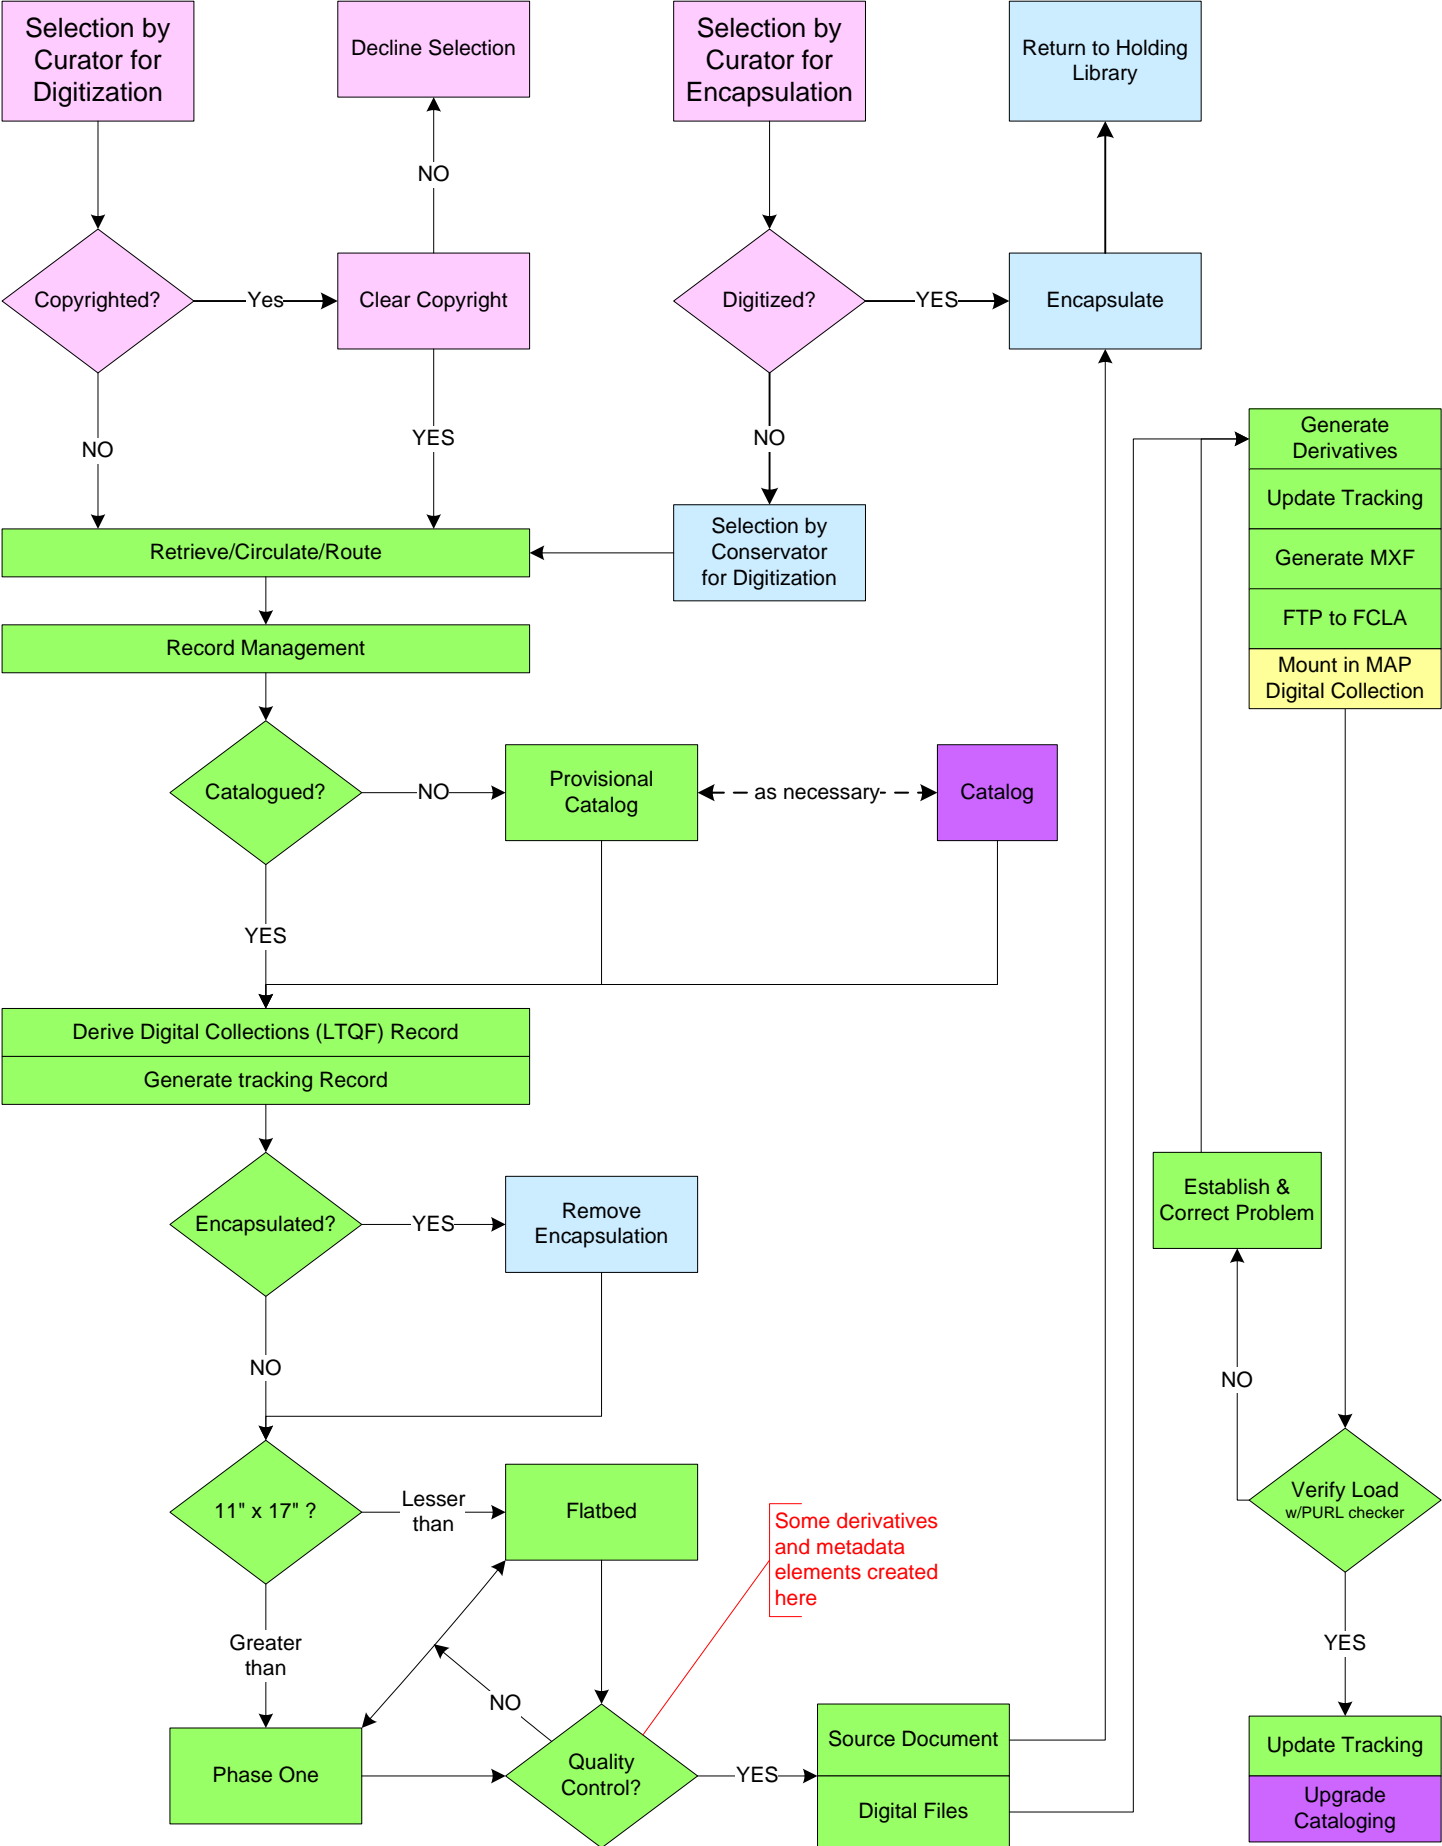 Selection by
Curator for
Digitization
Decline Selection
Selection by
Curator for
Encapsulation
Return to Holding
Library
NO
Copyrighted?
Yes
Clear Copyright
Digitized?
YES
Encapsulate
NO
YES
NO
Generate
Derivatives
Update Tracking
Generate MXF
FTP to FCLA
Mount in MAP
Digital Collection
Retrieve/Circulate/Route
Selection by
Conservator
for Digitization
Record Management
Catalogued?
NO
Provisional
Catalog
as necessary
Catalog
YES
Derive Digital Collections (LTQF) Record
Generate tracking Record
Encapsulated?
YES
Remove
Encapsulation
Establish &
Correct Problem
NO
NO
11" x 17" ?
Lesser
than
Flatbed
Some derivatives
and metadata
elements created
here
Verify Load
w/PURL checker
Greater
than
NO
YES
Phase One
Quality
Control?
YES
Source Document
Digital Files
Update Tracking
Upgrade
Cataloging